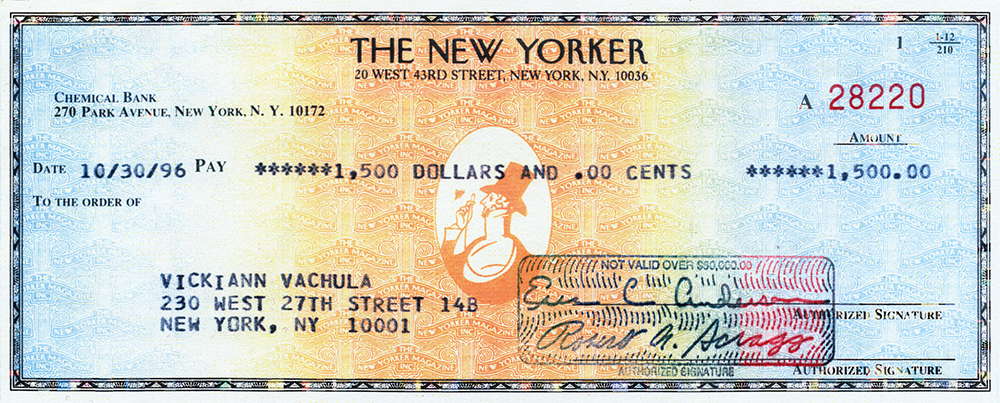 THE NEW YORKER
20 WEST 43RD STREET, NEW YORK, N.Y. 10036
1 1-12
210
CHEMICAL BANK
270 PARK AVENUE, NEW YORK, N. Y. 10172
A 28220
AMOUNT
DATE 10/30/96 PAY ******1,500 DOLLARS AND .00 CENTS ******1,500.00
TO THE ORDER OF
VICKIANN VACHULA
230 WEST 27TH STREET 14B
NEW YORK, NY 10001
NOT VALID OVER $50,000.00
C. Anderson
AUTHORIZED SIGNATURE
Robert A. Scraggs
AUTHORIZED SIGNATURE
AUTHORIZED SIGNATURE